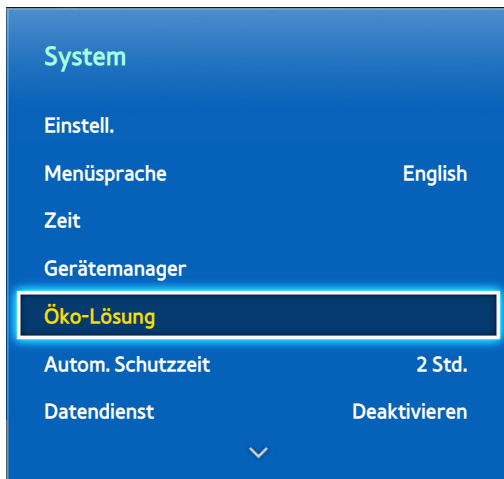 System
Einstell.
Menüsprache English
Zeit
Gerätemanager
Öko-Lösung
Autom. Schutzzeit 2 Std.
Datendienst Deaktivieren